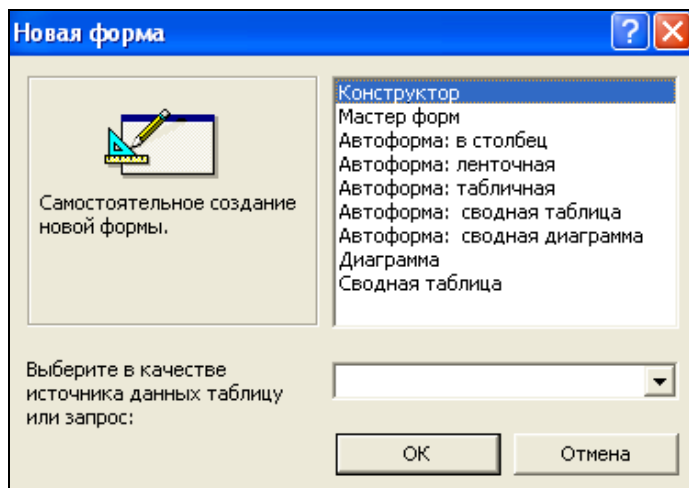 Новая форма
Самостоятельное создание
новой формы.
Конструктор
Мастер форм
Автоформа: в столбец
Автоформа: ленточная
Автоформа: табличная
Автоформа:  сводная таблица
Автоформа:  сводная диаграмма
Диаграмма
Сводная таблица
Выберите в качестве
источника данных таблицу
или запрос:
ОК
Отмена